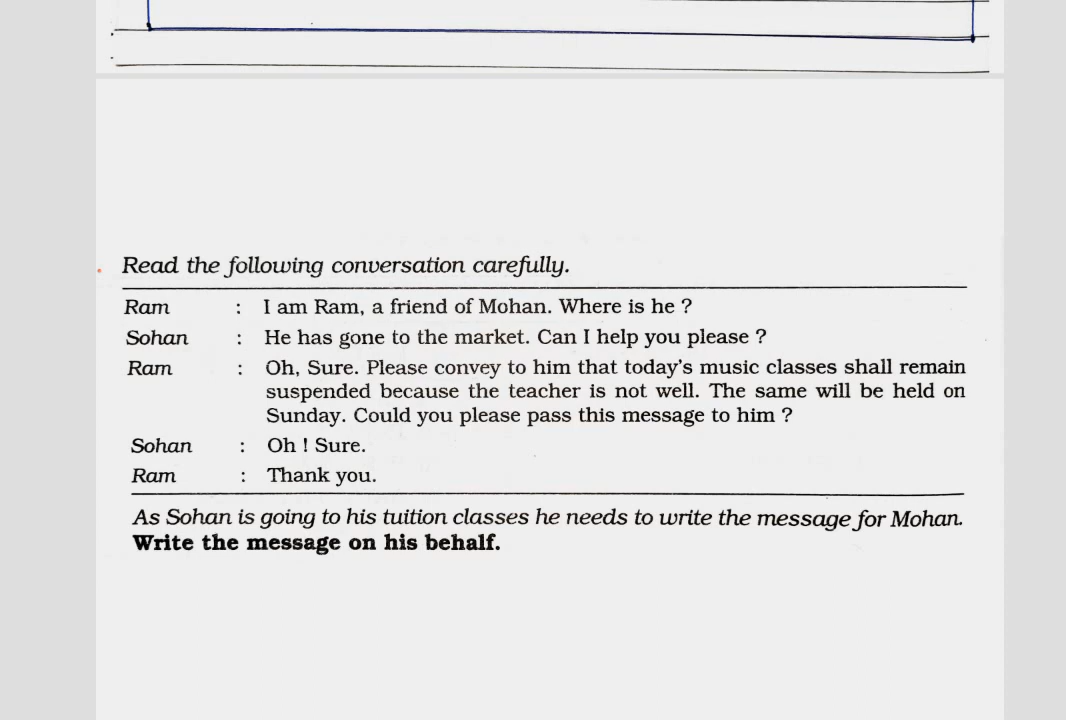 Read the following conversation carefully.
Ram : I am Ram, a friend of Mohan. Where is he ?
Sohan : He has gone to the market. Can I help you please ?
Ram : Oh, Sure. Please convey to him that today's music classes shall remain
suspended because the teacher is not well. The same will be held on
Sunday. Could you please pass this message to him ?
Sohan : Oh ! Sure.
Ram : Thank you.
As Sohan is going to his tuition classes he needs to write the message for Mohan.
Write the message on his behalf.